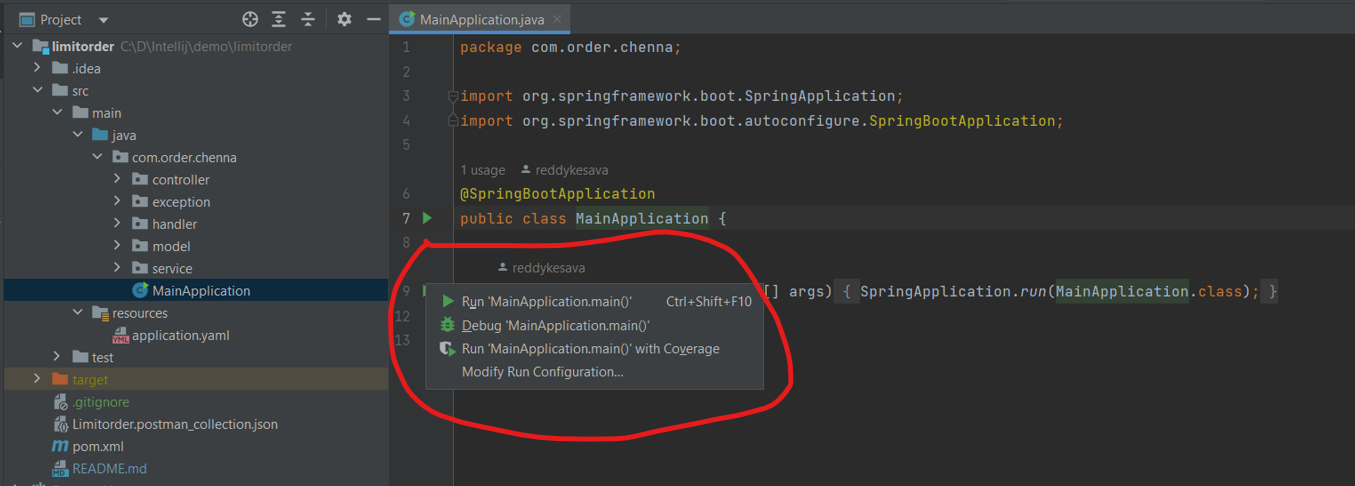 Project
limitorder C:\D\Intellij\demo\limitorder
.idea
src
main
java
com.order.chenna
controller
exception
handler
model
service
MainApplication
resources
application.yaml
test
target
.gitignore
Limitorder.postman_collection.json
pom.xml
README.md
MainApplication.java
1 package com.order.chenna;
2
3 import org.springframework.boot.SpringApplication;
4 import org.springframework.boot.autoconfigure.SpringBootApplication;
5
1 usage reddykesava
6 @SpringBootApplication
7 public class MainApplication {
8
reddykesava
9 [] args) { SpringApplication.run(MainApplication.class); }
12
13
Run 'MainApplication.main()' Ctrl+Shift+F10
Debug 'MainApplication.main()'
Run 'MainApplication.main()' with Coverage
Modify Run Configuration...